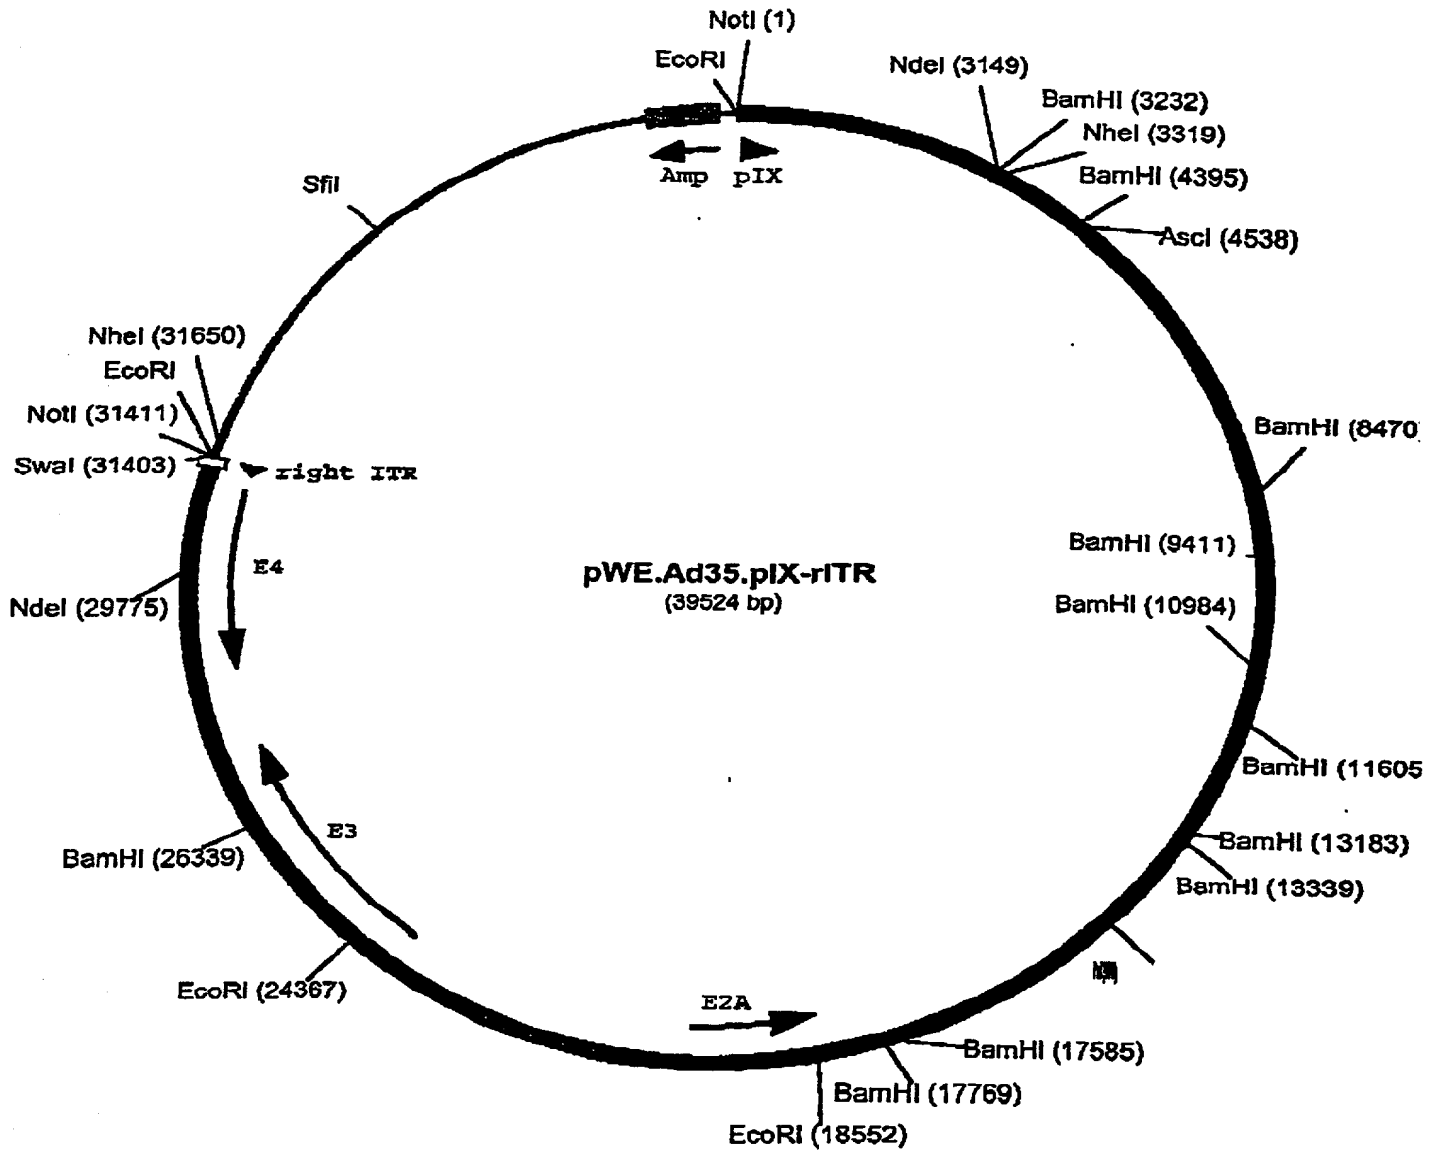 NotI (1)
EcoRI
NdeI (3149)
BamHI (3232)
NheI (3319)
BamHI (4395)
AscI (4538)
Amp
pIX
SfiI
NheI (31650)
EcoRI
NotI (31411)
SwaI (31403)
right ITR
BamHI (8470
BamHI (9411)
E4
pWE.Ad35.pIX-rITR
(39524 bp)
BamHI (10984)
NdeI (29775)
BamHI (11605
E3
BamHI (13183)
BamHI (26339)
BamHI (13339)
EcoRI (24367)
E2A
BamHI (17585)
BamHI (17769)
EcoRI (18552)